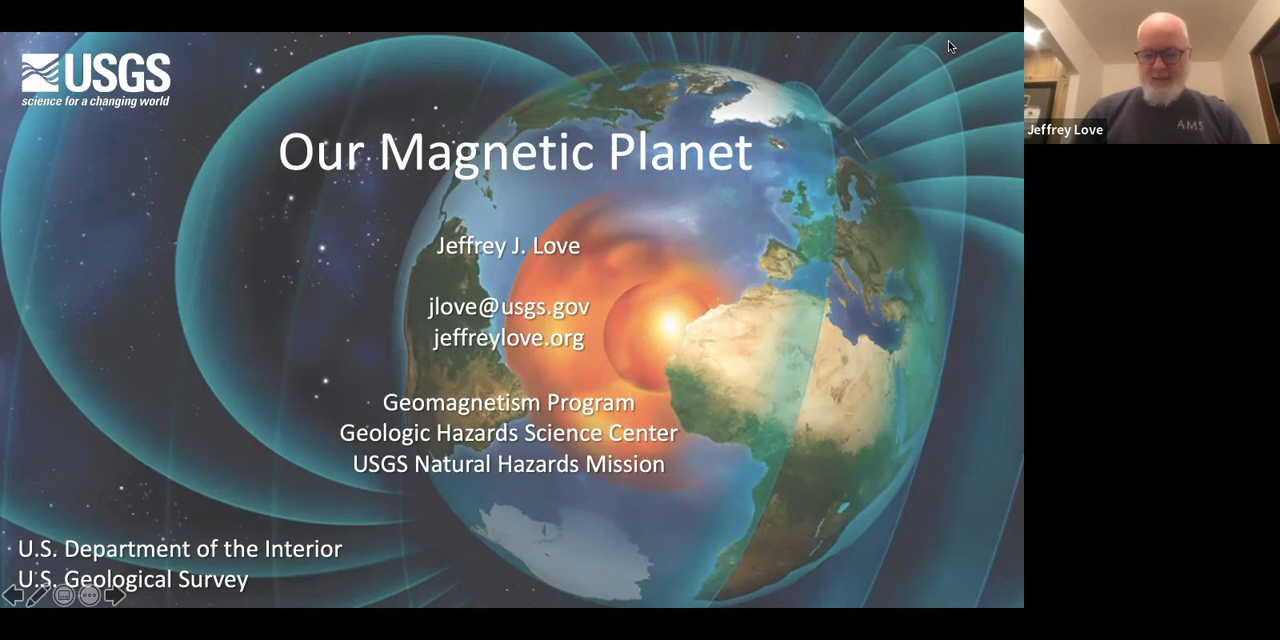 USGS
science for a changing world
Our Magnetic Planet
Jeffrey J. Love
jlove@usgs.gov
jeffreylove.org
Geomagnetism Program
Geologic Hazards Science Center
USGS Natural Hazards Mission
U.S. Department of the Interior
U.S. Geological Survey
Jeffrey Love
AMS